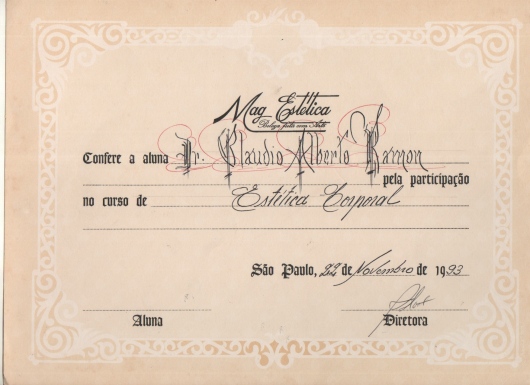 Mag Estética
Beleza feita com Arte
Confere a aluna Dr. Claudio Alberto Ramon
pela participação
no curso de Estética Corporal
São Paulo, 22 de Novembro de 1993
Aluna Diretora